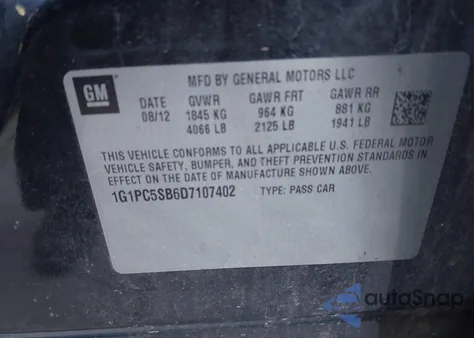 GM
MFD BY GENERAL MOTORS LLC
DATE GVWR GAWR FRT GAWR RR
08/12 1845 KG 964 KG 881 KG
4066 LB 2125 LB 1941 LB
THIS VEHICLE CONFORMS TO ALL APPLICABLE U.S. FEDERAL MOTOR
VEHICLE SAFETY, BUMPER, AND THEFT PREVENTION STANDARDS IN
EFFECT ON THE DATE OF MANUFACTURE SHOWN ABOVE.
1G1PC5SB6D7107402 TYPE: PASS CAR
autoSnap